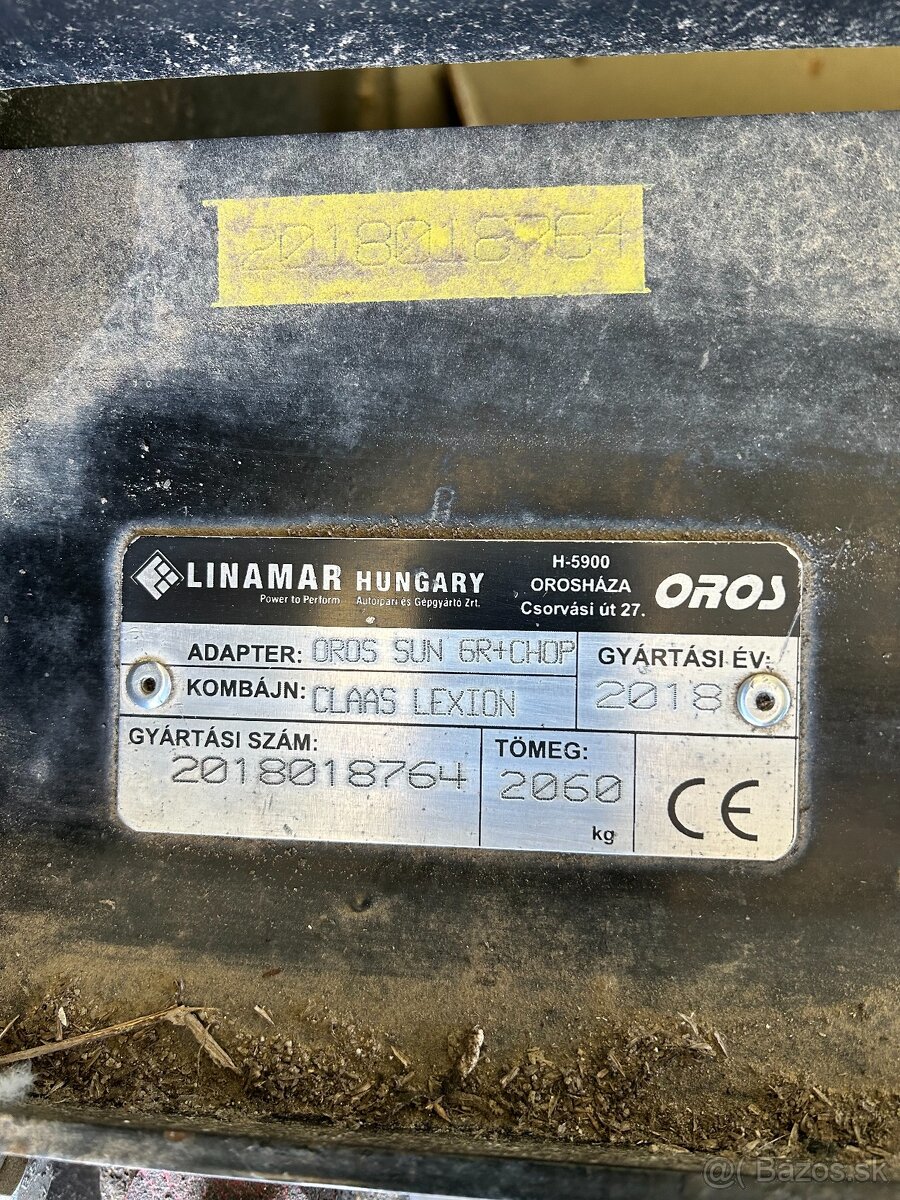 2018018764
LINAMAR HUNGARY
Power to Perform Autóipari és Gépgyártó Zrt.
H-5900
OROSHÁZA
Csorvási út 27.
OROS
ADAPTER: OROS SUN 6R+CHOP
KOMBÁJN: CLAAS LEXION
GYÁRTÁSI ÉV:
2018
GYÁRTÁSI SZÁM:
2018018764
TÖMEG:
2060
kg
CE
Bazos.sk